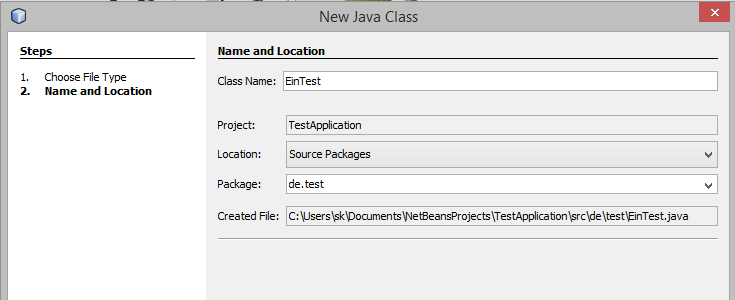 New Java Class
Steps
1. Choose File Type
2. Name and Location
Name and Location
Class Name: EinTest
Project: TestApplication
Location: Source Packages
Package: de.test
Created File: C:\Users\sk\Documents\NetBeansProjects\TestApplication\src\de\test\EinTest.java